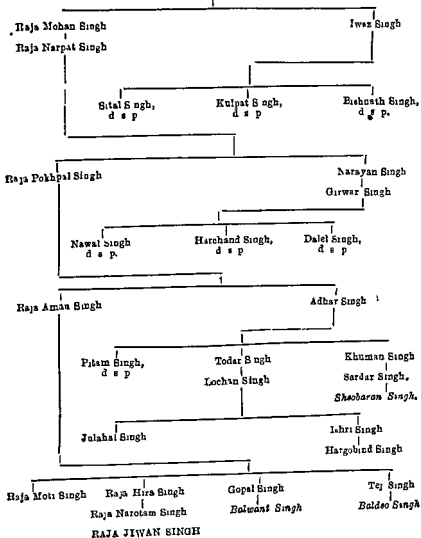 Raja Mohan Singh Iwaz Singh
Raja Narpat Singh
Sital Singh, Kulpat Singh, Bishnath Singh,
d s p d s p d s p.
Raja Pokhpal Singh Narayan Singh
Girwar Singh
Nawal Singh Harchand Singh, Dalel Singh,
d s p. d s p d s p
Raja Aman Singh Adhar Singh
Pitam Singh, Todar Singh Khuman Singh
d s p Lochan Singh Sardar Singh.
Sheobaran Singh.
Julahal Singh Ishri Singh
Hargobind Singh
Raja Moti Singh Raja Hira Singh Gopal Singh Tej Singh
Raja Narotam Singh Balwant Singh Baldeo Singh
RAJA JIWAN SINGH